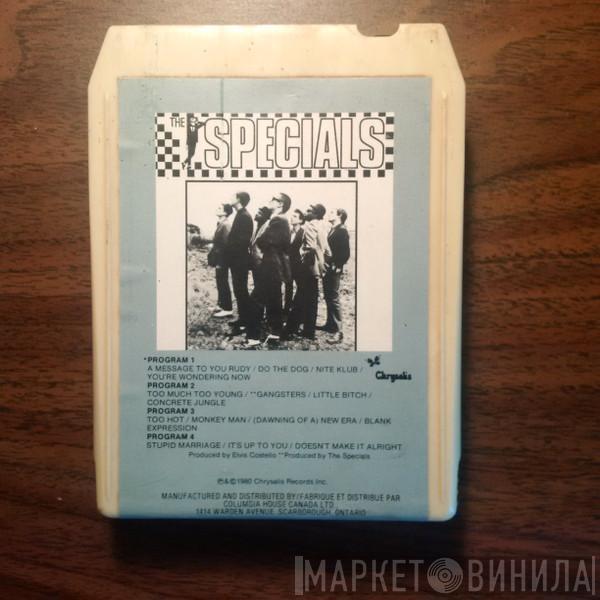 THE
SPECIALS
*PROGRAM 1
A MESSAGE TO YOU RUDY / DO THE DOG / NITE KLUB /
YOU'RE WONDERING NOW
Chrysalis
PROGRAM 2
TOO MUCH TOO YOUNG / **GANGSTERS / LITTLE BITCH /
CONCRETE JUNGLE
PROGRAM 3
TOO HOT / MONKEY MAN / (DAWNING OF A) NEW ERA / BLANK
EXPRESSION
PROGRAM 4
STUPID MARRIAGE / IT'S UP TO YOU / DOESN'T MAKE IT ALRIGHT
Produced by Elvis Costello **Produced by The Specials
℗&©1980 Chrysalis Records Inc.
MANUFACTURED AND DISTRIBUTED BY/FABRIQUE ET DISTRIBUE PAR
COLUMBIA HOUSE CANADA LTD.
1414 WARDEN AVENUE, SCARBOROUGH, ONTARIO
МАРКЕТ ВИНИЛА